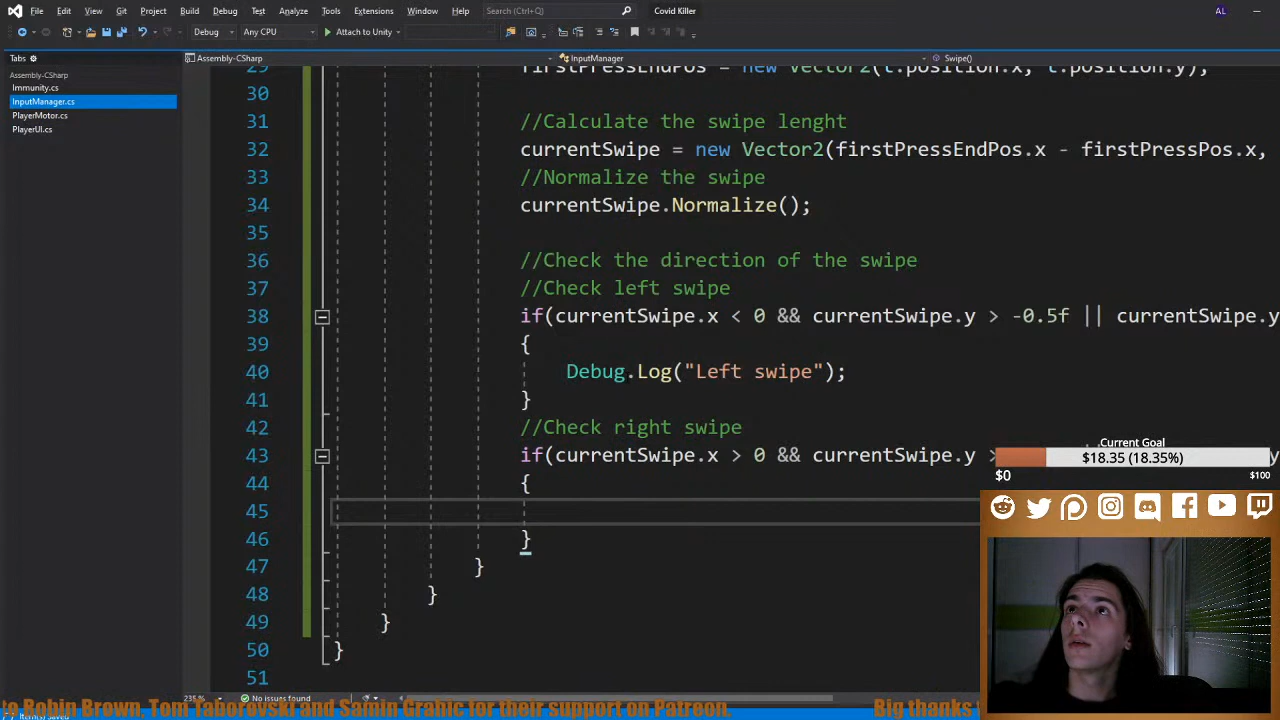 File Edit View Git Project Build Debug Test Analyze Tools Extensions Window Help Search (Ctrl+Q) Covid Killer AL
Debug Any CPU Attach to Unity
Tabs Assembly-CSharp InputManager Swipe()
Assembly-CSharp
Immunity.cs
InputManager.cs
PlayerMotor.cs
PlayerUI.cs
29 firstPressEndPos = new Vector2(t.position.x, t.position.y);
30
31 //Calculate the swipe lenght
32 currentSwipe = new Vector2(firstPressEndPos.x - firstPressPos.x,
33 //Normalize the swipe
34 currentSwipe.Normalize();
35
36 //Check the direction of the swipe
37 //Check left swipe
38 if(currentSwipe.x < 0 && currentSwipe.y > -0.5f || currentSwipe.y
39 {
40 Debug.Log("Left swipe");
41 }
42 //Check right swipe
43 if(currentSwipe.x > 0 && currentSwipe.y >
44 {
45
46 }
47 }
48 }
49 }
50 }
51
Current Goal
$18.35 (18.35%)
$0 $100
235 % No issues found
to Robin Brown, Tom Taborovski and Samin Grahic for their support on Patreon. Big thanks
Item(s) Saved